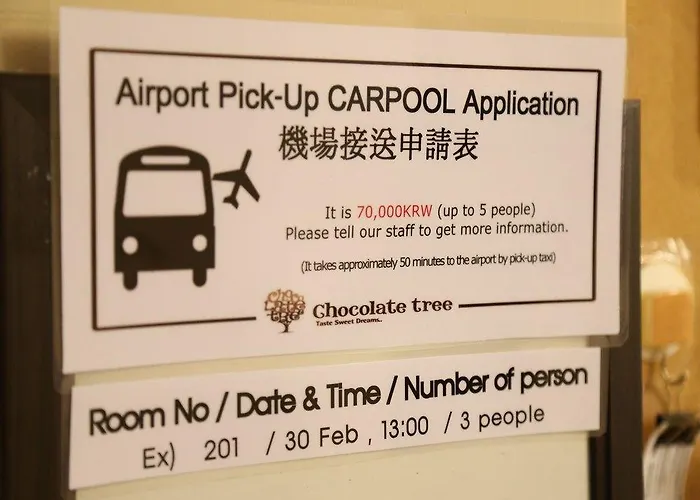 Airport Pick-Up CARPOOL Application
機場接送申請表
It is 70,000KRW (up to 5 people)
Please tell our staff to get more information.
(It takes approximately 50 minutes to the airport by pick-up taxi)
Chocolate tree
Taste Sweet Dreams..
Room No / Date & Time / Number of person
Ex) 201 / 30 Feb , 13:00 / 3 people